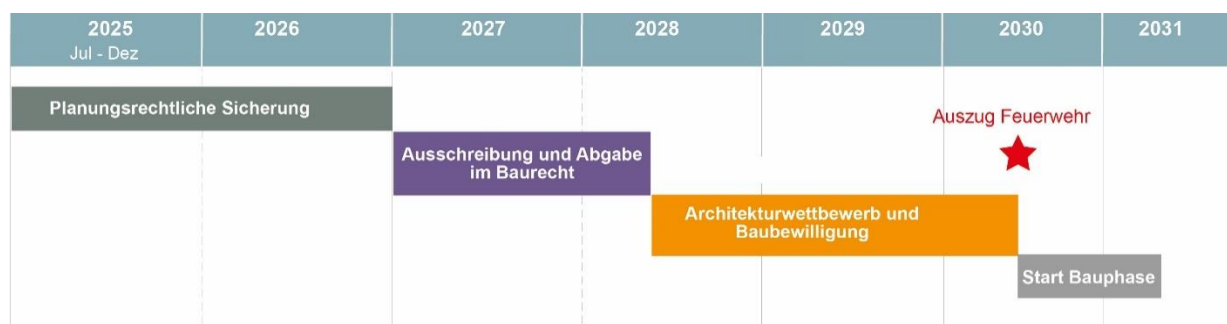 2025 2026 2027 2028 2029 2030 2031
Jul - Dez
Planungsrechtliche Sicherung
Auszug Feuerwehr
Ausschreibung und Abgabe
im Baurecht
Architekturwettbewerb und
Baubewilligung
Start Bauphase